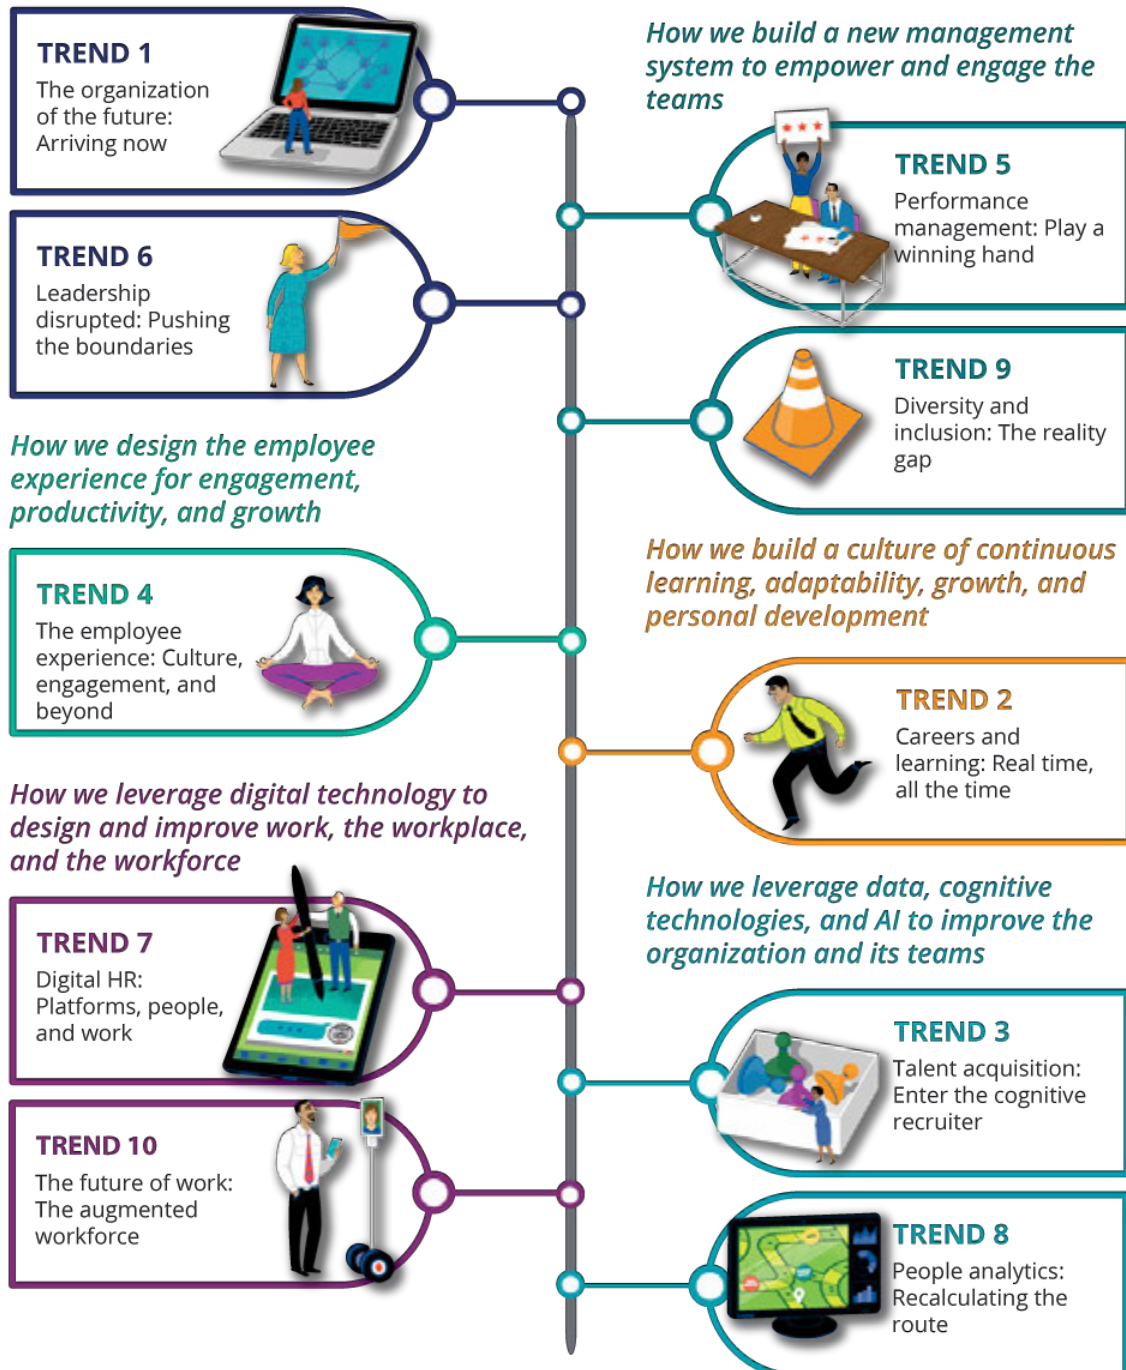 TREND 1
The organization
of the future:
Arriving now
TREND 6
Leadership
disrupted: Pushing
the boundaries
How we design the employee
experience for engagement,
productivity, and growth
TREND 4
The employee
experience: Culture,
engagement, and
beyond
How we leverage digital technology to
design and improve work, the workplace,
and the workforce
TREND 7
Digital HR:
Platforms, people,
and work
TREND 10
The future of work:
The augmented
workforce
How we build a new management
system to empower and engage the
teams
TREND 5
Performance
management: Play a
winning hand
TREND 9
Diversity and
inclusion: The reality
gap
How we build a culture of continuous
learning, adaptability, growth, and
personal development
TREND 2
Careers and
learning: Real time,
all the time
How we leverage data, cognitive
technologies, and AI to improve the
organization and its teams
TREND 3
Talent acquisition:
Enter the cognitive
recruiter
TREND 8
People analytics:
Recalculating the
route